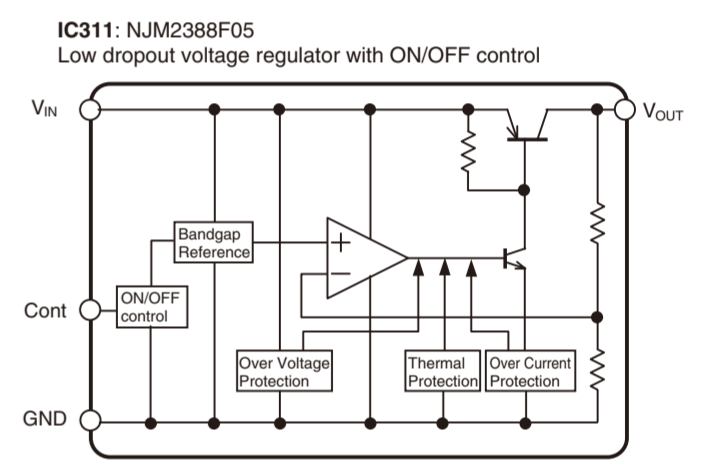 IC311: NJM2388F05
Low dropout voltage regulator with ON/OFF control
VIN
VOUT
Bandgap
Reference
+
−
Cont
ON/OFF
control
Over Voltage
Protection
Thermal
Protection
Over Current
Protection
GND